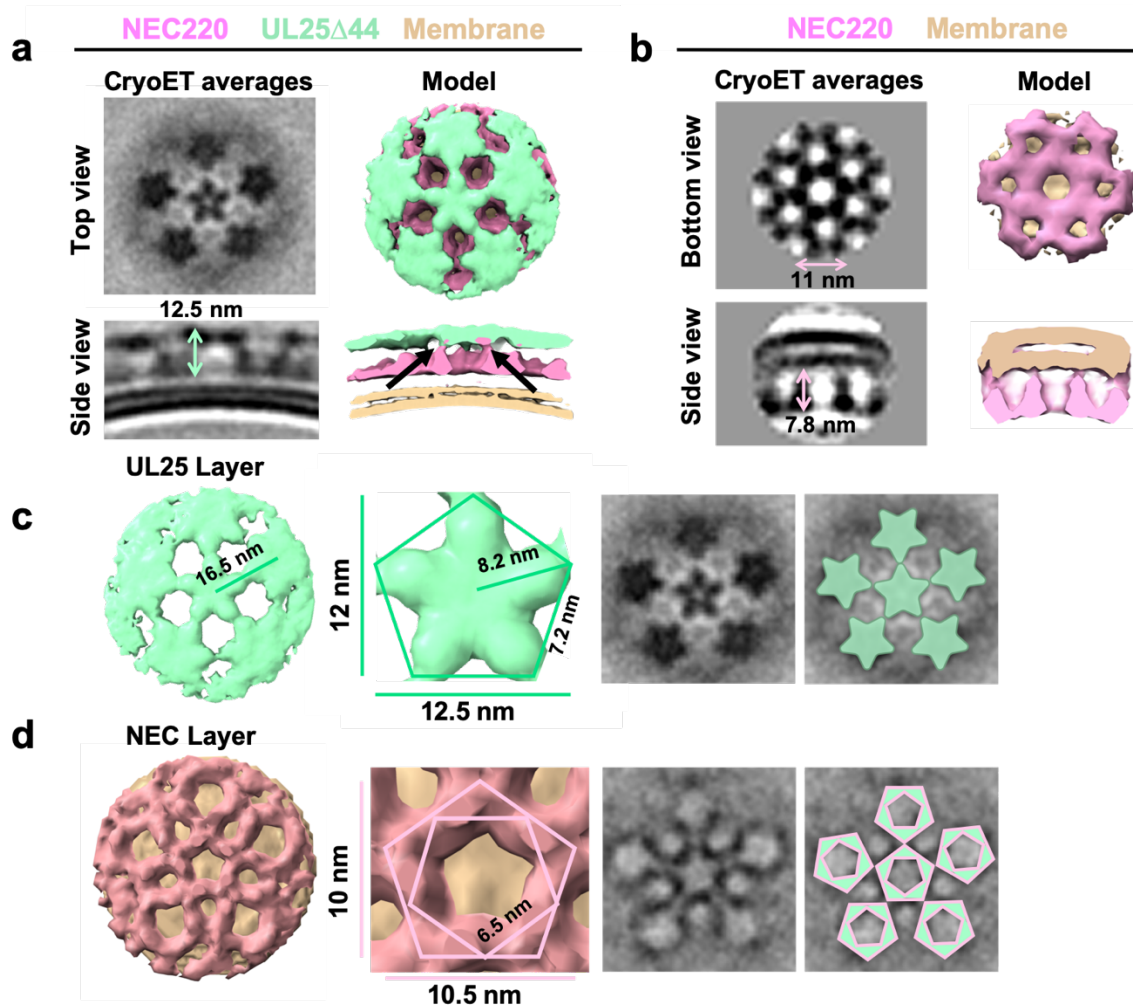 NEC220 UL25Δ44 Membrane
a
CryoET averages Model
Top view
12.5 nm
Side view
NEC220 Membrane
b
CryoET averages Model
Bottom view
11 nm
Side view
7.8 nm
UL25 Layer
c
16.5 nm
12 nm
8.2 nm
7.2 nm
12.5 nm
d
NEC Layer
10 nm
6.5 nm
10.5 nm